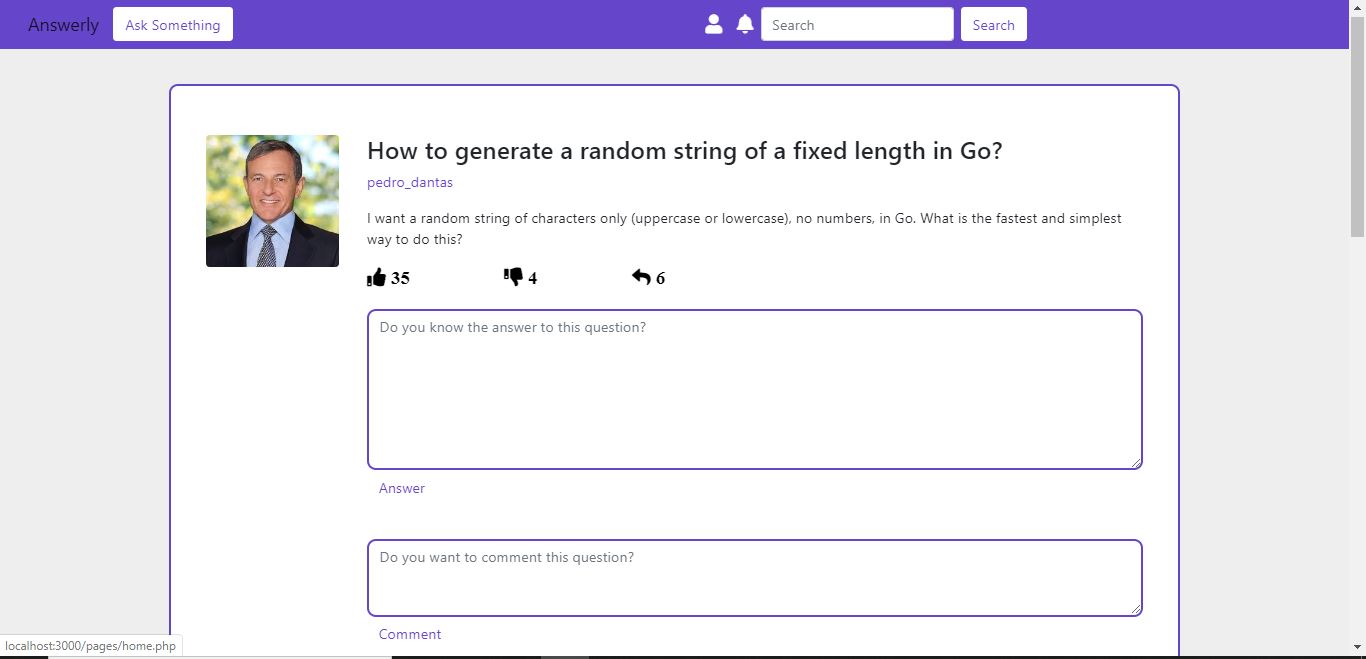 Answerly Ask Something Search Search
How to generate a random string of a fixed length in Go?
pedro_dantas
I want a random string of characters only (uppercase or lowercase), no numbers, in Go. What is the fastest and simplest
way to do this?
35 4 6
Do you know the answer to this question?
Answer
Do you want to comment this question?
Comment
localhost:3000/pages/home.php